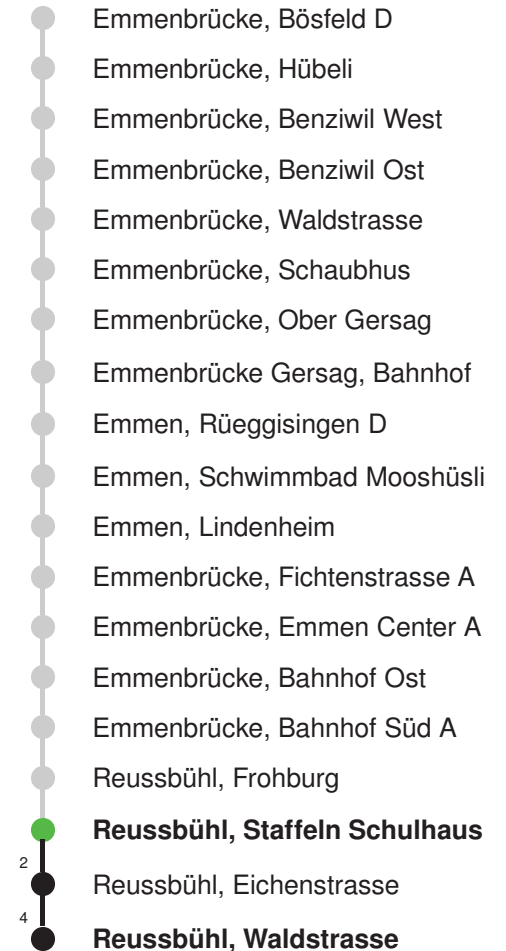 Emmenbrücke, Bösfeld D
Emmenbrücke, Hübeli
Emmenbrücke, Benziwil West
Emmenbrücke, Benziwil Ost
Emmenbrücke, Waldstrasse
Emmenbrücke, Schaubhus
Emmenbrücke, Ober Gersag
Emmenbrücke Gersag, Bahnhof
Emmen, Rüeggisingen D
Emmen, Schwimmbad Mooshüsli
Emmen, Lindenheim
Emmenbrücke, Fichtenstrasse A
Emmenbrücke, Emmen Center A
Emmenbrücke, Bahnhof Ost
Emmenbrücke, Bahnhof Süd A
Reussbühl, Frohburg
Reussbühl, Staffeln Schulhaus
2
Reussbühl, Eichenstrasse
4
Reussbühl, Waldstrasse